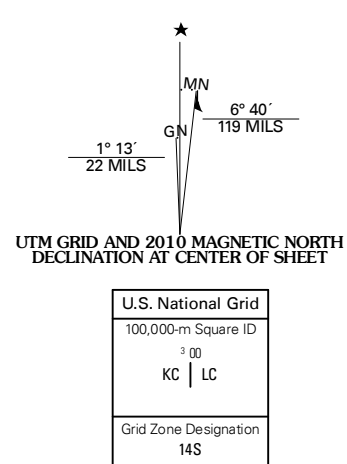 MN
6° 40´
119 MILS
GN
1° 13´
22 MILS
UTM GRID AND 2010 MAGNETIC NORTH
DECLINATION AT CENTER OF SHEET
U.S. National Grid
100,000-m Square ID
3 00
KC LC
Grid Zone Designation
14S